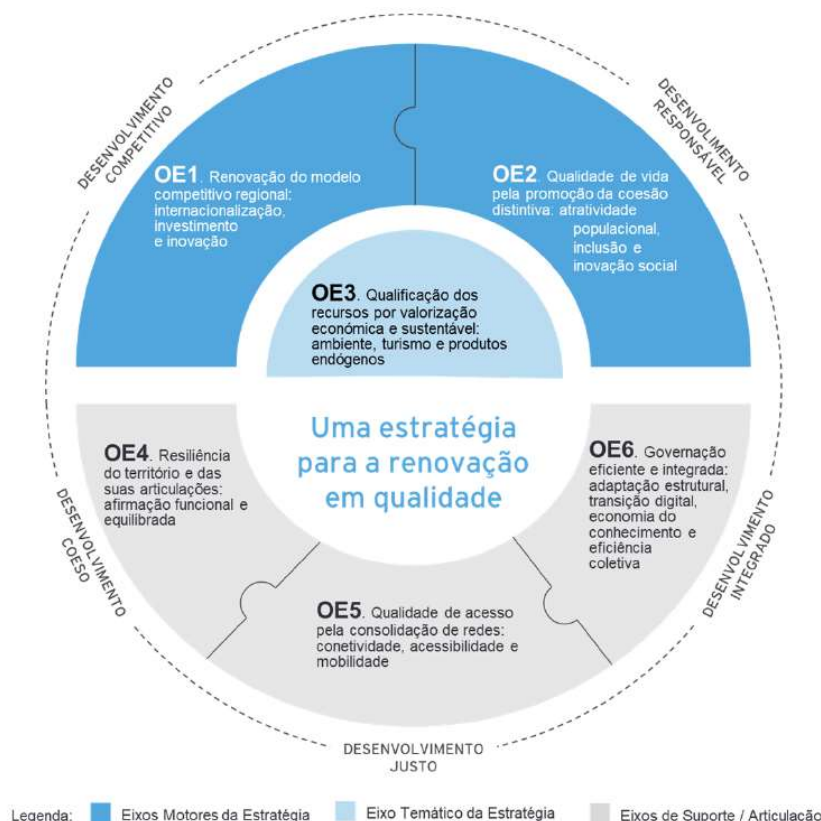 DESENVOLVIMENTO
COMPETITIVO
DESENVOLIMENTO
RESPONSÁVEL
OE1. Renovação do modelo
competitivo regional:
internacionalização,
investimento
e inovação
OE2. Qualidade de vida
pela promoção da coesão
distintiva: atratividade
populacional,
inclusão e
inovação social
OE3. Qualificação dos
recursos por valorização
económica e sustentável:
ambiente, turismo e produtos
endógenos
Uma estratégia
para a renovação
em qualidade
OE4. Resiliência
do território e das
suas articulações:
afirmação funcional e
equilibrada
OE6. Governação
eficiente e integrada:
adaptação estrutural,
transição digital,
economia do
conhecimento e
eficiência
coletiva
OE5. Qualidade de acesso
pela consolidação de redes:
conetividade, acessibilidade e
mobilidade
DESENVOLVIMENTO
COESO
DESENVOLVIMENTO
INTEGRADO
DESENVOLVIMENTO
JUSTO
Legenda: Eixos Motores da Estratégia Eixo Temático da Estratégia Eixos de Suporte / Articulação